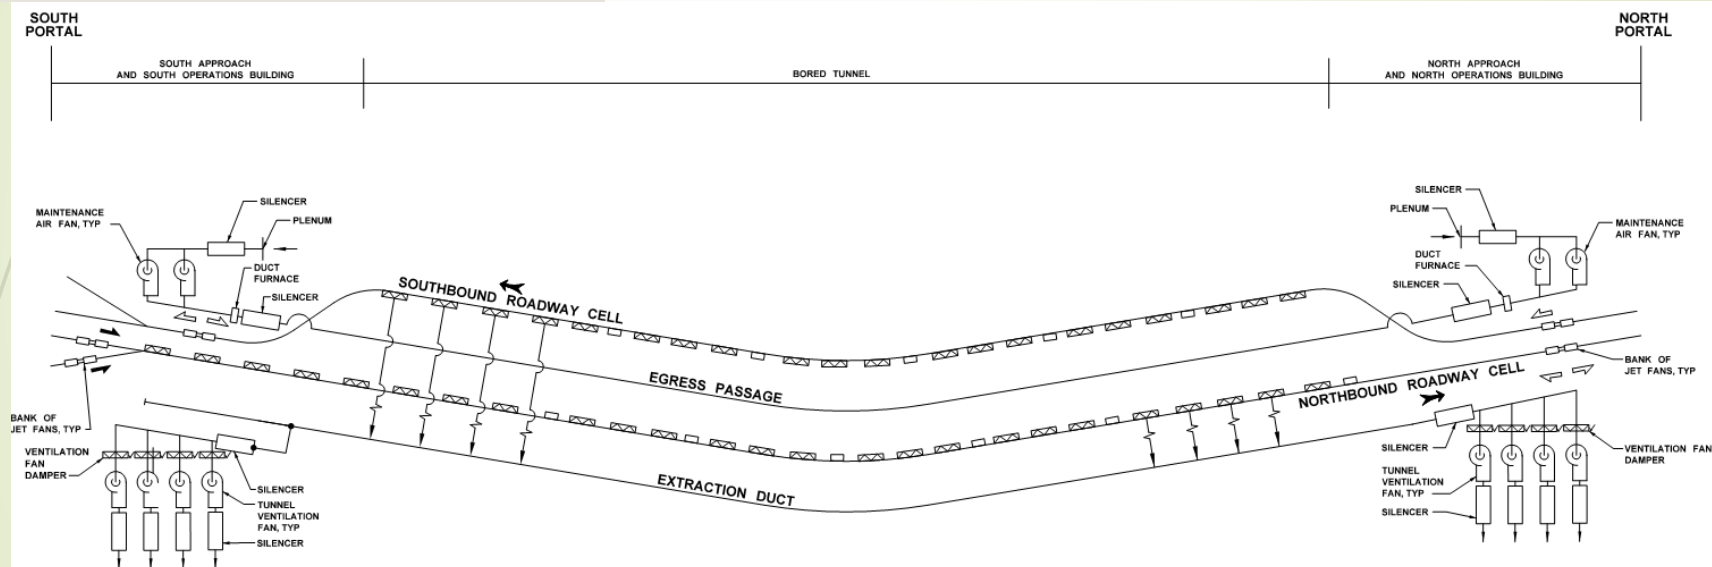 SOUTH
PORTAL
NORTH
PORTAL
SOUTH APPROACH
AND SOUTH OPERATIONS BUILDING
BORED TUNNEL
NORTH APPROACH
AND NORTH OPERATIONS BUILDING
SILENCER
MAINTENANCE
AIR FAN, TYP
PLENUM
DUCT
FURNACE
SILENCER
SOUTHBOUND ROADWAY CELL
SILENCER
PLENUM
MAINTENANCE
AIR FAN, TYP
DUCT
FURNACE
SILENCER
EGRESS PASSAGE
NORTHBOUND ROADWAY CELL
BANK OF
JET FANS, TYP
BANK OF
JET FANS, TYP
VENTILATION
FAN
DAMPER
SILENCER
TUNNEL
VENTILATION
FAN, TYP
SILENCER
EXTRACTION DUCT
SILENCER
VENTILATION FAN
DAMPER
TUNNEL
VENTILATION
FAN, TYP
SILENCER